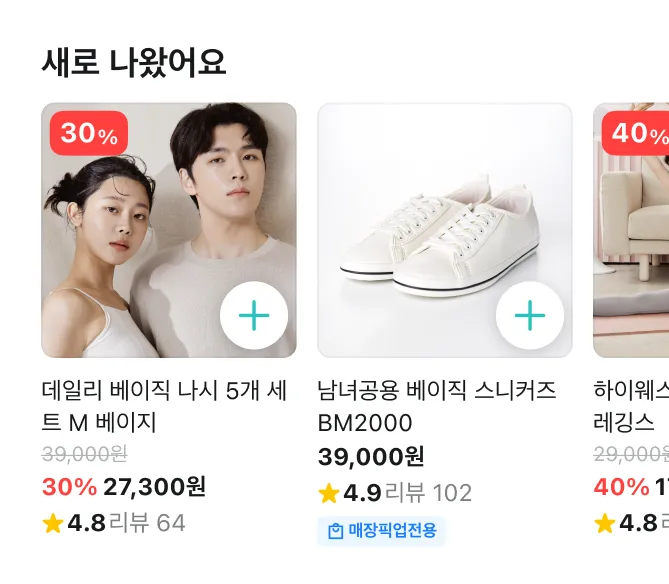 새로 나왔어요
30%
40%
데일리 베이직 나시 5개 세
트 M 베이지
39,000원
30% 27,300원
4.8 리뷰 64
남녀공용 베이직 스니커즈
BM2000
39,000원
4.9 리뷰 102
매장픽업전용
하이웨스
레깅스
29,000원
40% 1
4.8